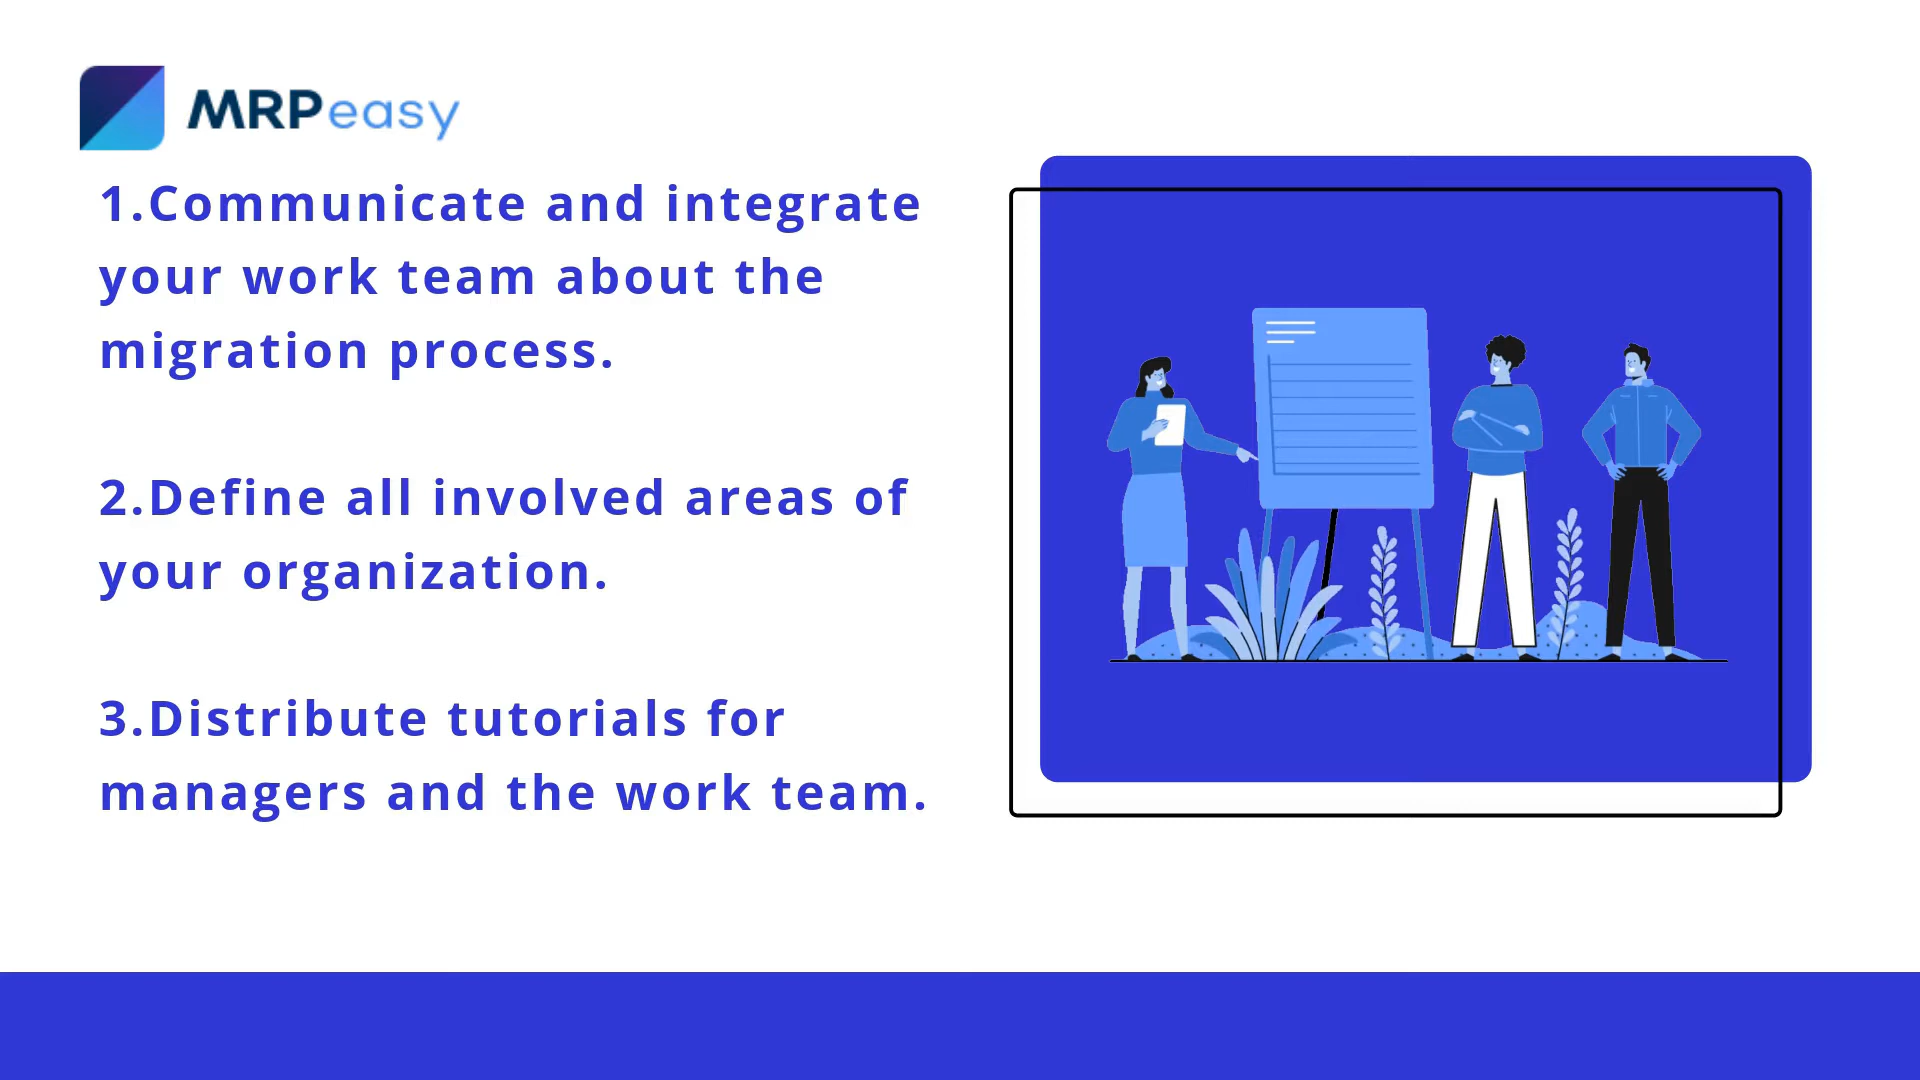 MRPeasy
1.Communicate and integrate
your work team about the
migration process.
2.Define all involved areas of
your organization.
3.Distribute tutorials for
managers and the work team.